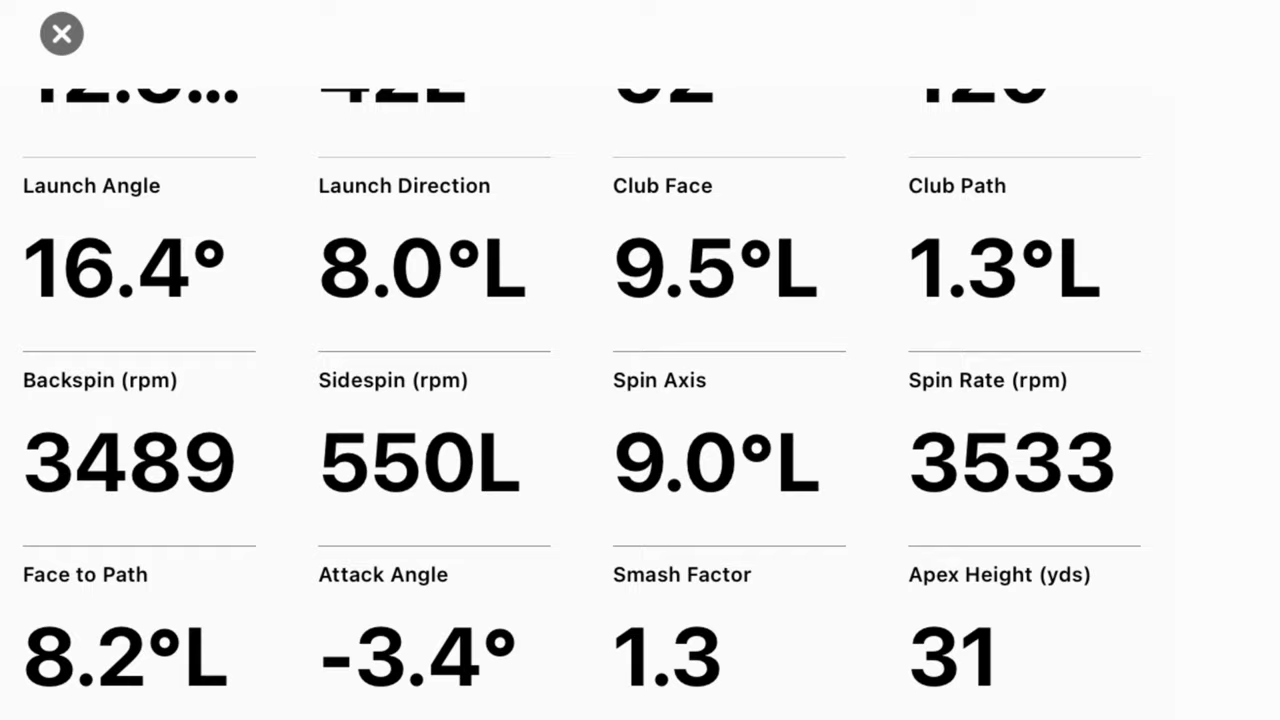 Launch Angle Launch Direction Club Face Club Path
16.4° 8.0°L 9.5°L 1.3°L
Backspin (rpm) Sidespin (rpm) Spin Axis Spin Rate (rpm)
3489 550L 9.0°L 3533
Face to Path Attack Angle Smash Factor Apex Height (yds)
8.2°L -3.4° 1.3 31